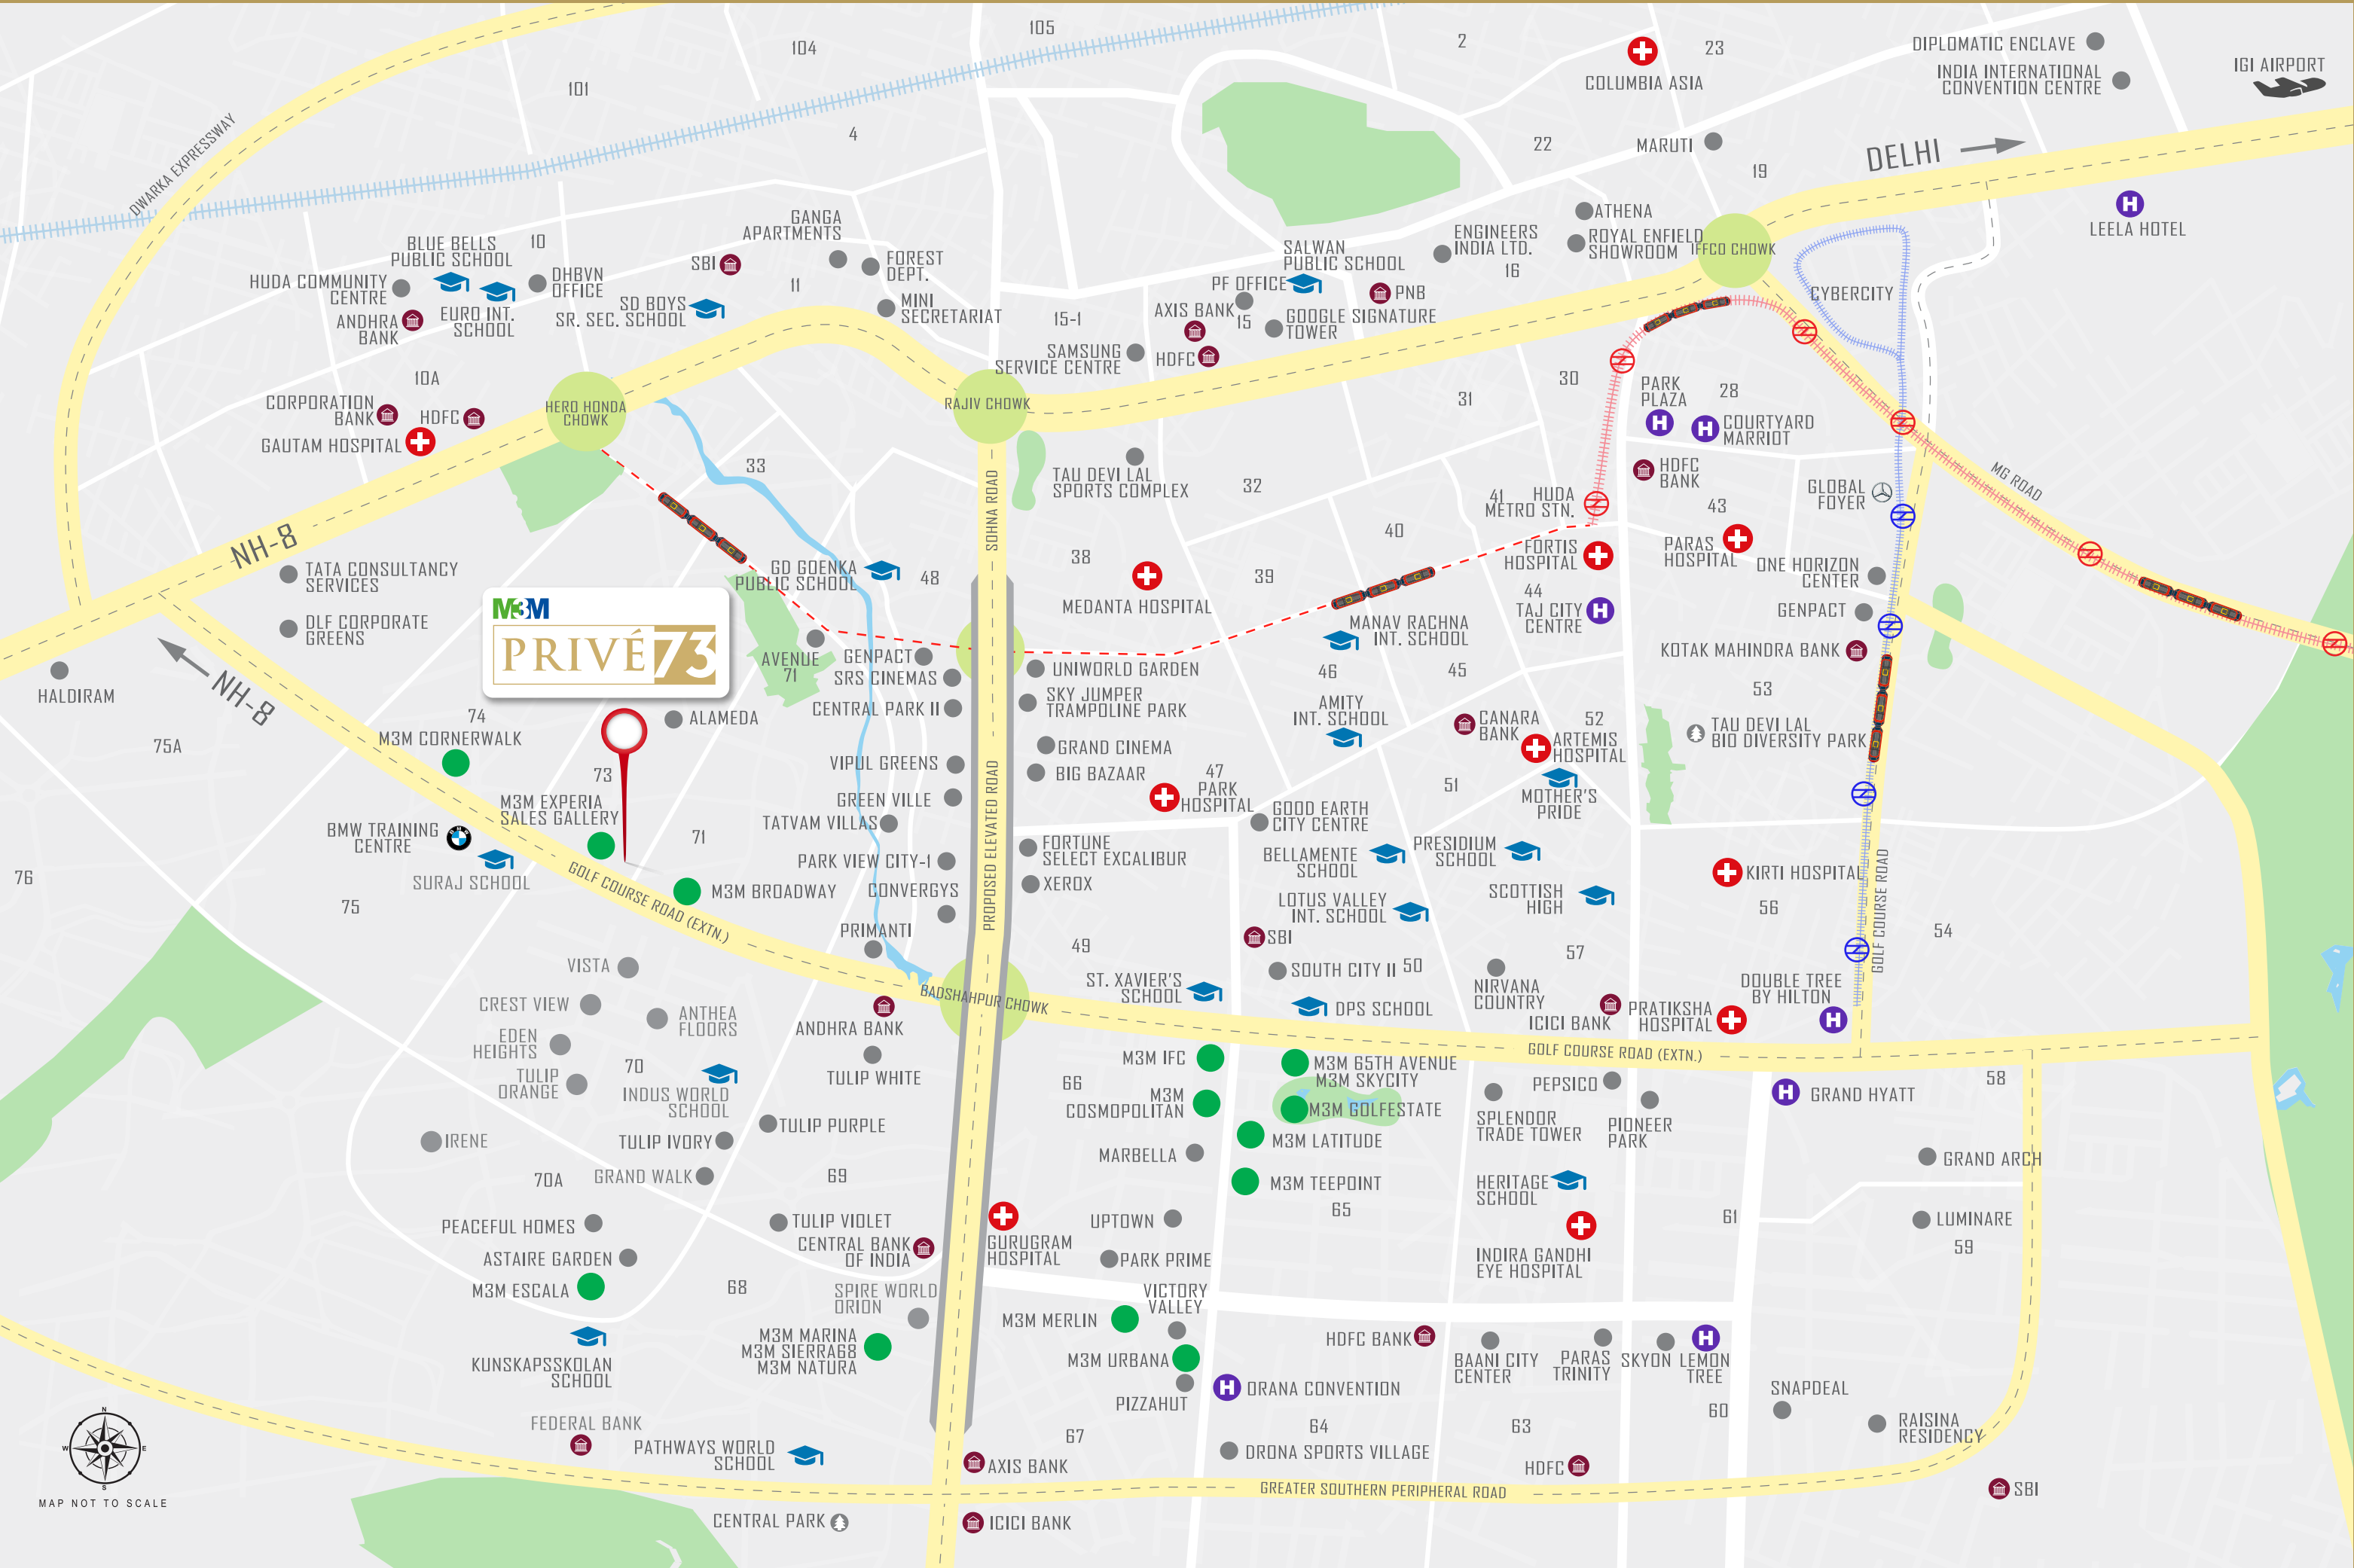 105
104
2
23
COLUMBIA ASIA
DIPLOMATIC ENCLAVE
INDIA INTERNATIONAL
CONVENTION CENTRE
IGI AIRPORT
101
4
22
MARUTI
19
DELHI
DWARKA EXPRESSWAY
LEELA HOTEL
BLUE BELLS
PUBLIC SCHOOL
10
HUDA COMMUNITY
CENTRE
DHBVN
OFFICE
ANDHRA
BANK
EURO INT.
SCHOOL
SD BOYS
SR. SEC. SCHOOL
SBI
GANGA
APARTMENTS
FOREST
DEPT.
11
MINI
SECRETARIAT
SALWAN
PUBLIC SCHOOL
PF OFFICE
PNB
AXIS BANK
15
GOOGLE SIGNATURE
TOWER
15-1
SAMSUNG
SERVICE CENTRE
HDFC
ENGINEERS
INDIA LTD.
16
ATHENA
ROYAL ENFIELD
SHOWROOM
IFFCO CHOWK
CYBERCITY
10A
CORPORATION
BANK
HDFC
GAUTAM HOSPITAL
HERO HONDA
CHOWK
RAJIV CHOWK
30
31
PARK
PLAZA
28
COURTYARD
MARRIOT
HDFC
BANK
MG ROAD
GLOBAL
FOYER
33
SOHNA ROAD
TAU DEVI LAL
SPORTS COMPLEX
32
41
HUDA
METRO STN.
43
40
NH-8
TATA CONSULTANCY
SERVICES
DLF CORPORATE
GREENS
HALDIRAM
NH-8
M3M
PRIVÉ 73
GD GOENKA
PUBLIC SCHOOL
48
38
MEDANTA HOSPITAL
39
FORTIS
HOSPITAL
44
TAJ CITY
CENTRE
PARAS
HOSPITAL
ONE HORIZON
CENTER
GENPACT
KOTAK MAHINDRA BANK
MANAV RACHNA
INT. SCHOOL
AVENUE
71
GENPACT
SRS CINEMAS
CENTRAL PARK II
UNIWORLD GARDEN
SKY JUMPER
TRAMPOLINE PARK
46
45
53
AMITY
INT. SCHOOL
CANARA
BANK
52
ARTEMIS
HOSPITAL
TAU DEVI LAL
BIO DIVERSITY PARK
74
M3M CORNERWALK
75A
ALAMEDA
73
GRAND CINEMA
BIG BAZAAR
VIPUL GREENS
GREEN VILLE
TATVAM VILLAS
47
PARK
HOSPITAL
51
MOTHER'S
PRIDE
M3M EXPERIA
SALES GALLERY
71
BMW TRAINING
CENTRE
SURAJ SCHOOL
GOOD EARTH
CITY CENTRE
PROPOSED ELEVATED ROAD
FORTUNE
SELECT EXCALIBUR
XEROX
PARK VIEW CITY-1
CONVERGYS
BELLAMENTE
SCHOOL
PRESIDIUM
SCHOOL
KIRTI HOSPITAL
GOLF COURSE ROAD
76
75
GOLF COURSE ROAD (EXTN.)
M3M BROADWAY
LOTUS VALLEY
INT. SCHOOL
SCOTTISH
HIGH
56
54
PRIMANTI
49
SBI
SOUTH CITY II
50
57
VISTA
CREST VIEW
ANTHEA
FLOORS
EDEN
HEIGHTS
BADSHAHPUR CHOWK
ANDHRA BANK
ST. XAVIER'S
SCHOOL
DPS SCHOOL
NIRVANA
COUNTRY
ICICI BANK
PRATIKSHA
HOSPITAL
DOUBLE TREE
BY HILTON
GOLF COURSE ROAD (EXTN.)
70
TULIP
ORANGE
INDUS WORLD
SCHOOL
TULIP WHITE
M3M IFC
66
M3M
COSMOPOLITAN
M3M 65TH AVENUE
M3M SKYCITY
M3M GOLFESTATE
PEPSICO
SPLENDOR
TRADE TOWER
PIONEER
PARK
GRAND HYATT
58
IRENE
TULIP IVORY
TULIP PURPLE
MARBELLA
M3M LATITUDE
GRAND ARCH
70A
GRAND WALK
69
M3M TEEPOINT
65
HERITAGE
SCHOOL
61
LUMINARE
59
PEACEFUL HOMES
TULIP VIOLET
CENTRAL BANK
OF INDIA
GURUGRAM
HOSPITAL
UPTOWN
PARK PRIME
INDIRA GANDHI
EYE HOSPITAL
ASTAIRE GARDEN
M3M ESCALA
68
SPIRE WORLD
ORION
VICTORY
VALLEY
M3M MERLIN
M3M MARINA
M3M SIERRA68
M3M NATURA
M3M URBANA
PIZZAHUT
HDFC BANK
BAANI CITY
CENTER
PARAS
TRINITY
SKYON
LEMON
TREE
KUNSKAPSSKOLAN
SCHOOL
ORANA CONVENTION
SNAPDEAL
60
RAISINA
RESIDENCY
FEDERAL BANK
PATHWAYS WORLD
SCHOOL
67
64
63
AXIS BANK
DRONA SPORTS VILLAGE
HDFC
SBI
GREATER SOUTHERN PERIPHERAL ROAD
CENTRAL PARK
ICICI BANK
N
W
E
S
MAP NOT TO SCALE